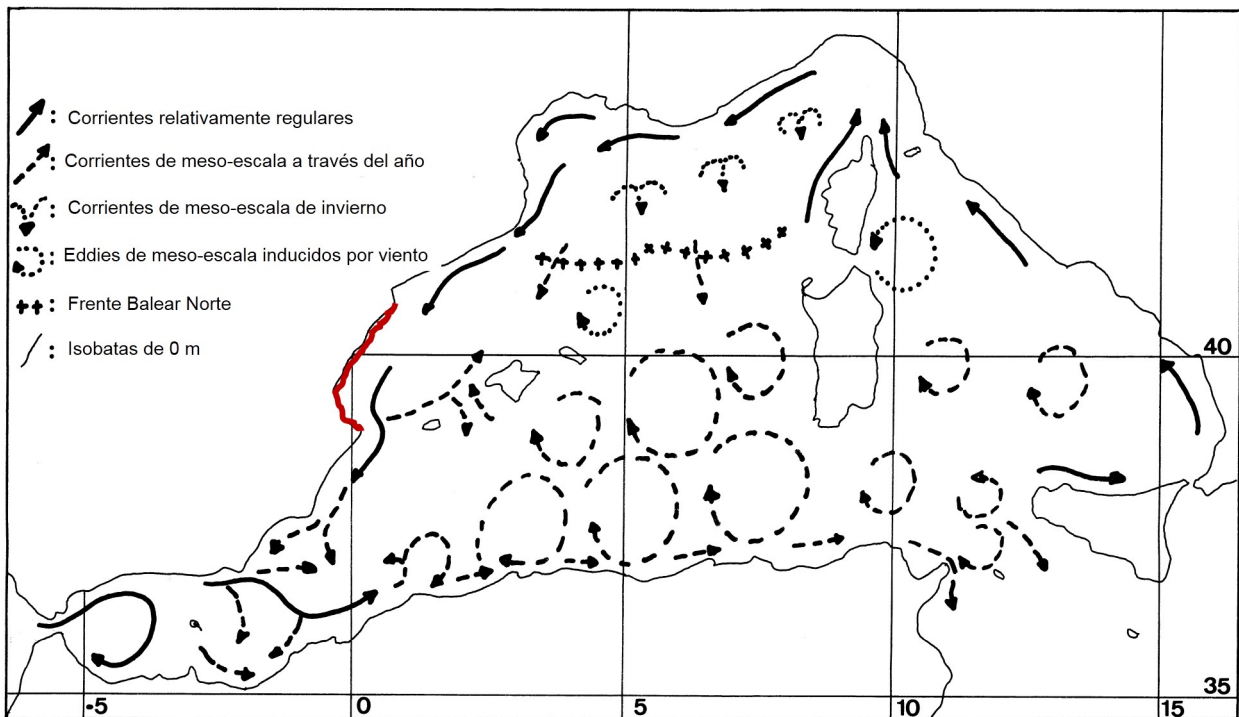 : Corrientes relativamente regulares
: Corrientes de meso-escala a través del año
: Corrientes de meso-escala de invierno
: Eddies de meso-escala inducidos por viento
: Frente Balear Norte
: Isobatas de 0 m
40
35
-5
0
5
10
15